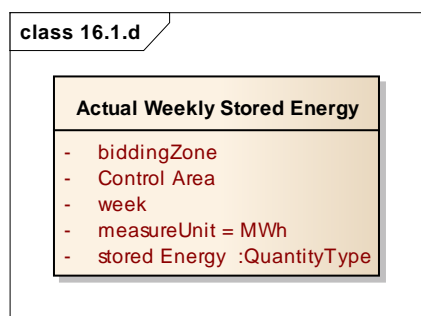 class 16.1.d
Actual Weekly Stored Energy
- biddingZone
- Control Area
- week
- measureUnit = MWh
- stored Energy :QuantityType